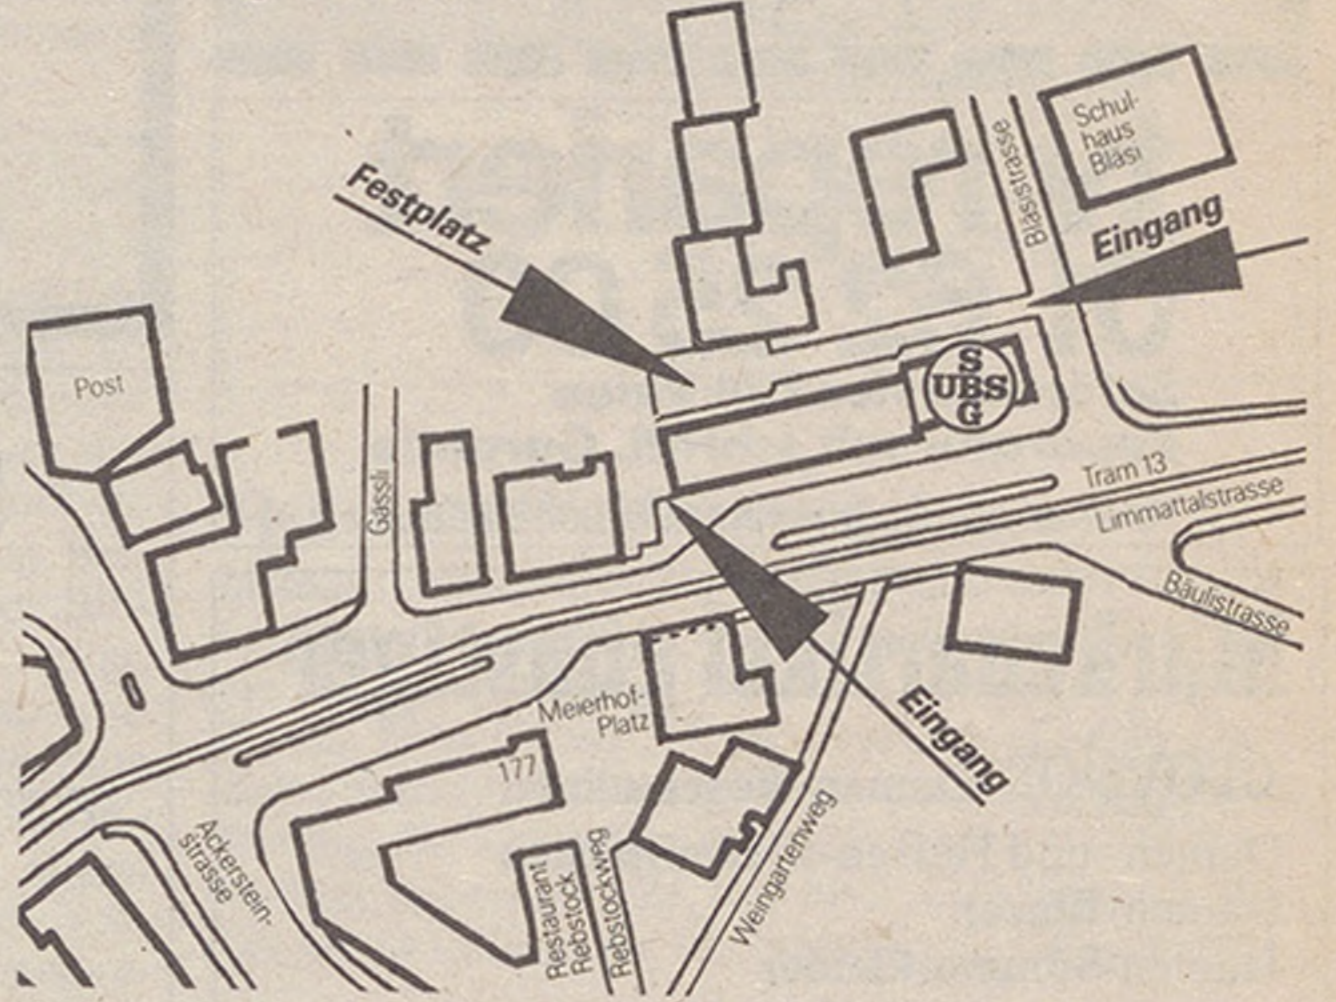 Schul-
haus
Bläsi
Bläsistrasse
Festplatz
Eingang
Post
S
UBS
G
Gässli
Tram 13
Limmattalstrasse
Bäulistrasse
Meierhof-
Platz
Eingang
177
Ackerstein-
strasse
Restaurant
Rebstock
Rebstockweg
Weingartenweg